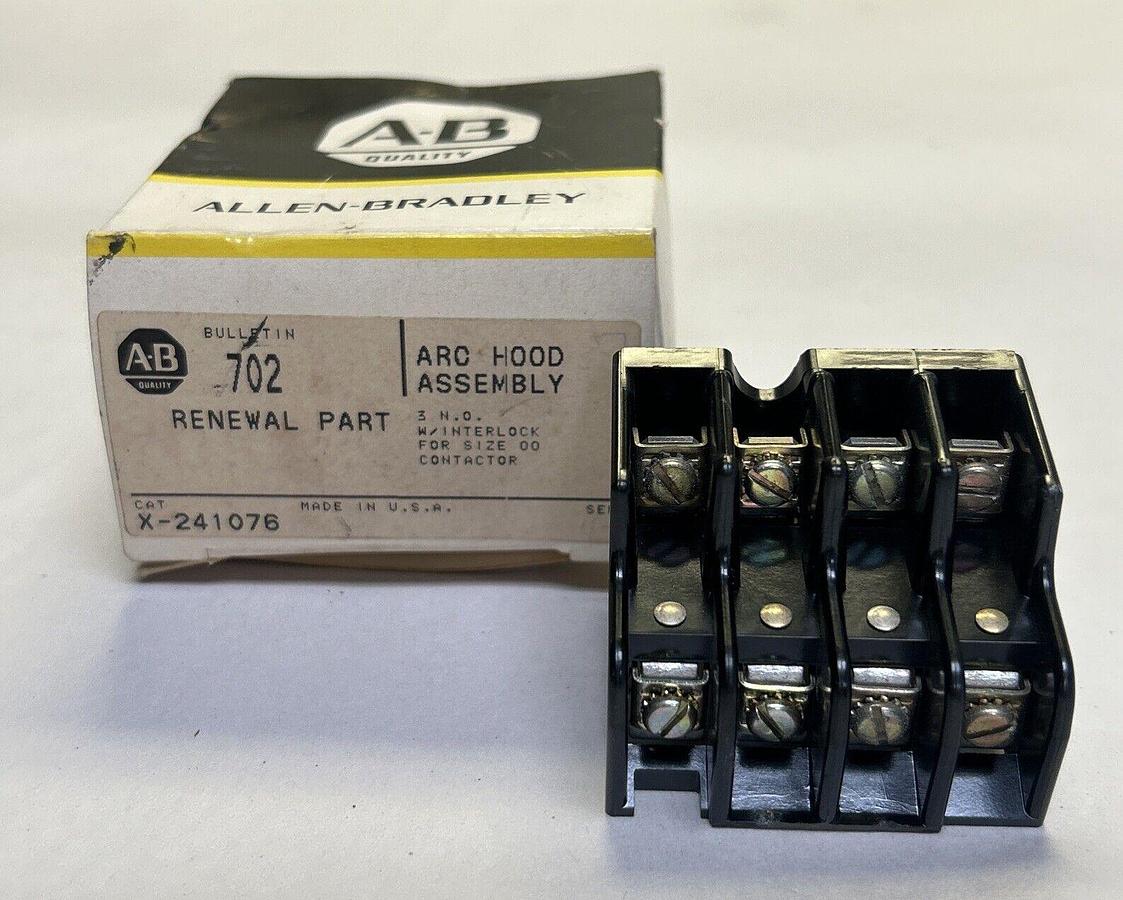 A-B
QUALITY
ALLEN-BRADLEY
A-B
QUALITY
BULLETIN
702
RENEWAL PART
ARC HOOD
ASSEMBLY
3 N.O.
W/INTERLOCK
FOR SIZE 00
CONTACTOR
CAT
X-241076
MADE IN U.S.A.